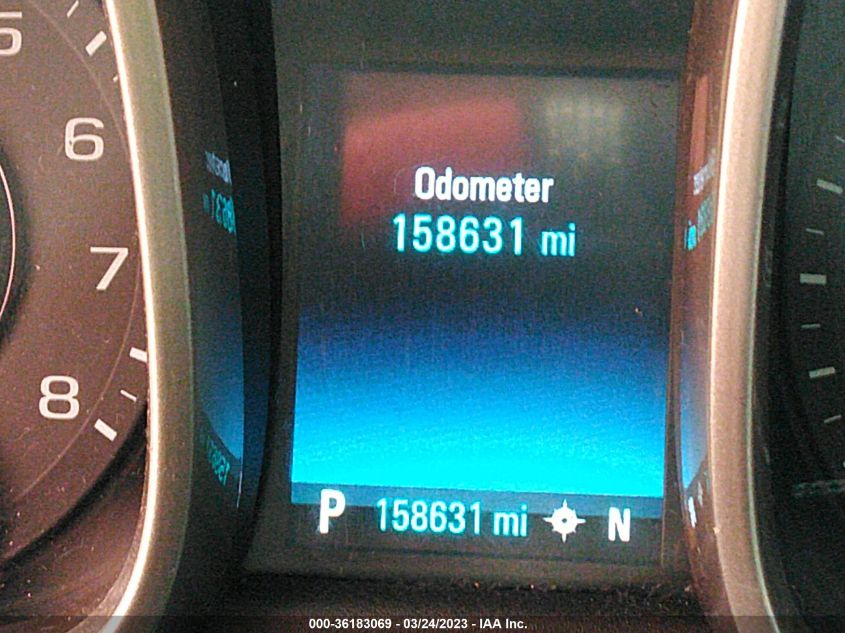 5
6
7
8
Odometer
158631 mi
P 158631 mi N
000-36183069 - 03/24/2023 - IAA Inc.